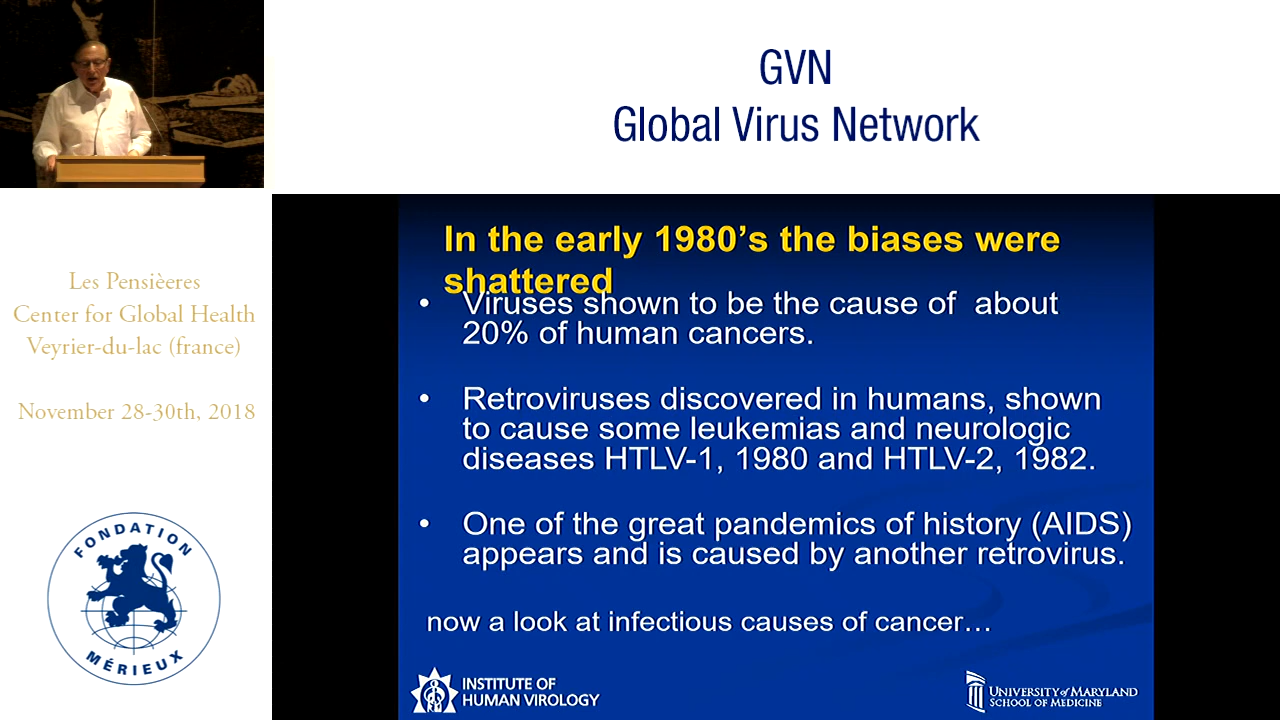 GVN
Global Virus Network
Les Pensièeres
Center for Global Health
Veyrier-du-lac (france)
November 28-30th, 2018
FONDATION
MÉRIEUX
In the early 1980’s the biases were
shattered
• Viruses shown to be the cause of  about
20% of human cancers.
• Retroviruses discovered in humans, shown
to cause some leukemias and neurologic
diseases HTLV-1, 1980 and HTLV-2, 1982.
• One of the great pandemics of history (AIDS)
appears and is caused by another retrovirus.
now a look at infectious causes of cancer…
INSTITUTE OF
HUMAN VIROLOGY
UNIVERSITY of MARYLAND
SCHOOL OF MEDICINE